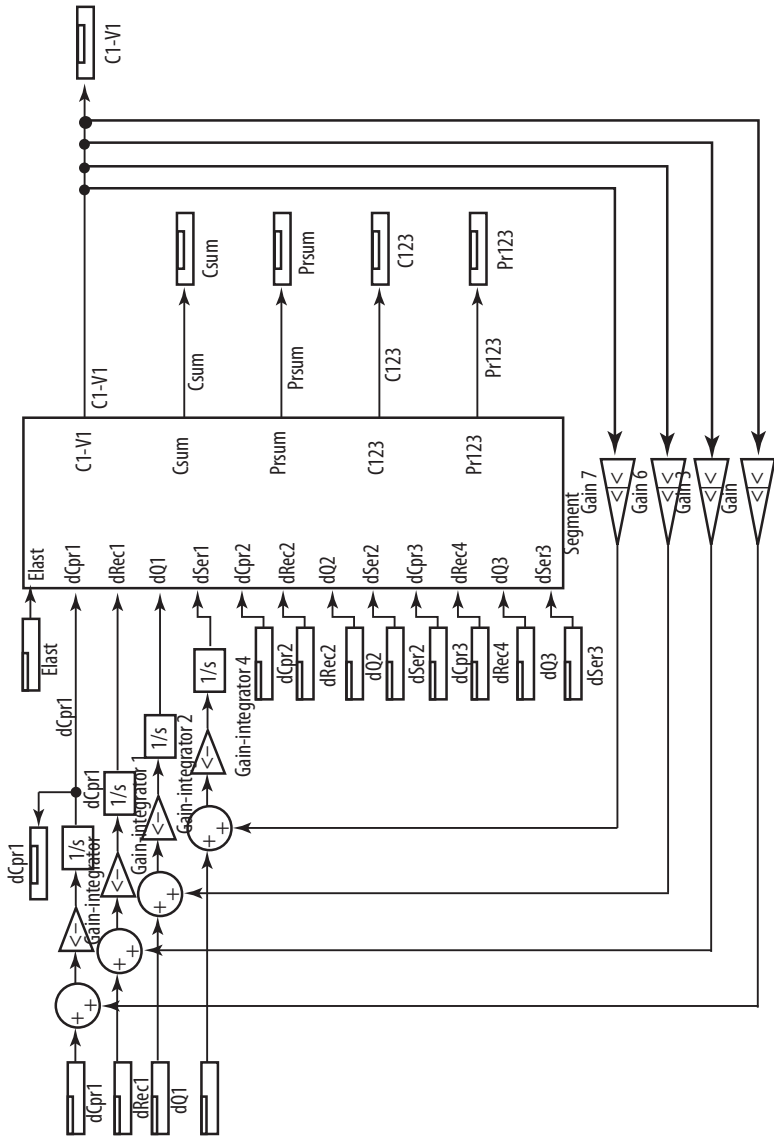 C1-V1
C1-V1
C1-V1
Csum
Csum
Csum
Prsum
Prsum
Prsum
C123
C123
C123
Pr123
Pr123
Pr123
Elast
dCpr1
dRec1
dQ1
dSer1
dCpr2
dRec2
dQ2
dSer2
dCpr3
dRec4
dQ3
dSer3
Segment
Elast
dCpr2
dRec2
dQ2
dSer2
dCpr3
dRec4
dQ3
dSer3
Gain 7
Gain 6
Gain 3
Gain
dCpr1
dCpr1
1/s
Gain-integrator
dCpr1
1/s
Gain-integrator 1
1/s
Gain-integrator 2
1/s
Gain-integrator 4
+ +
+ +
+ +
+ +
dCpr1
dRec1
dQ1